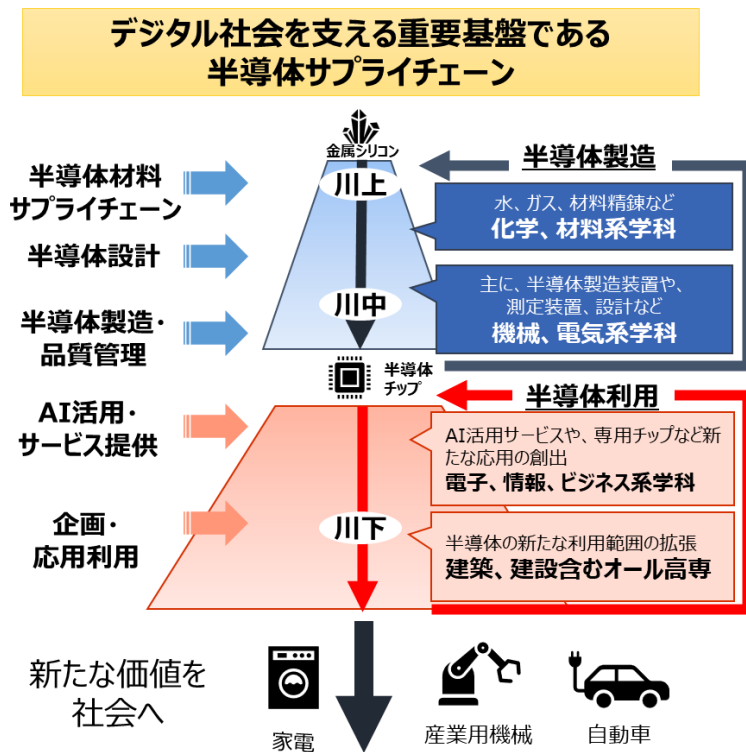 デジタル社会を支える重要基盤である
半導体サプライチェーン
金属シリコン
半導体製造
半導体材料
サプライチェーン
川上
水、ガス、材料精錬など
化学、材料系学科
半導体設計
主に、半導体製造装置や、
測定装置、設計など
機械、電気系学科
川中
半導体製造・
品質管理
半導体
チップ
半導体利用
AI活用・
サービス提供
AI活用サービスや、専用チップなど新
たな応用の創出
電子、情報、ビジネス系学科
企画・
応用利用
川下
半導体の新たな利用範囲の拡張
建築、建設含むオール高専
新たな価値を
社会へ
家電
産業用機械
自動車